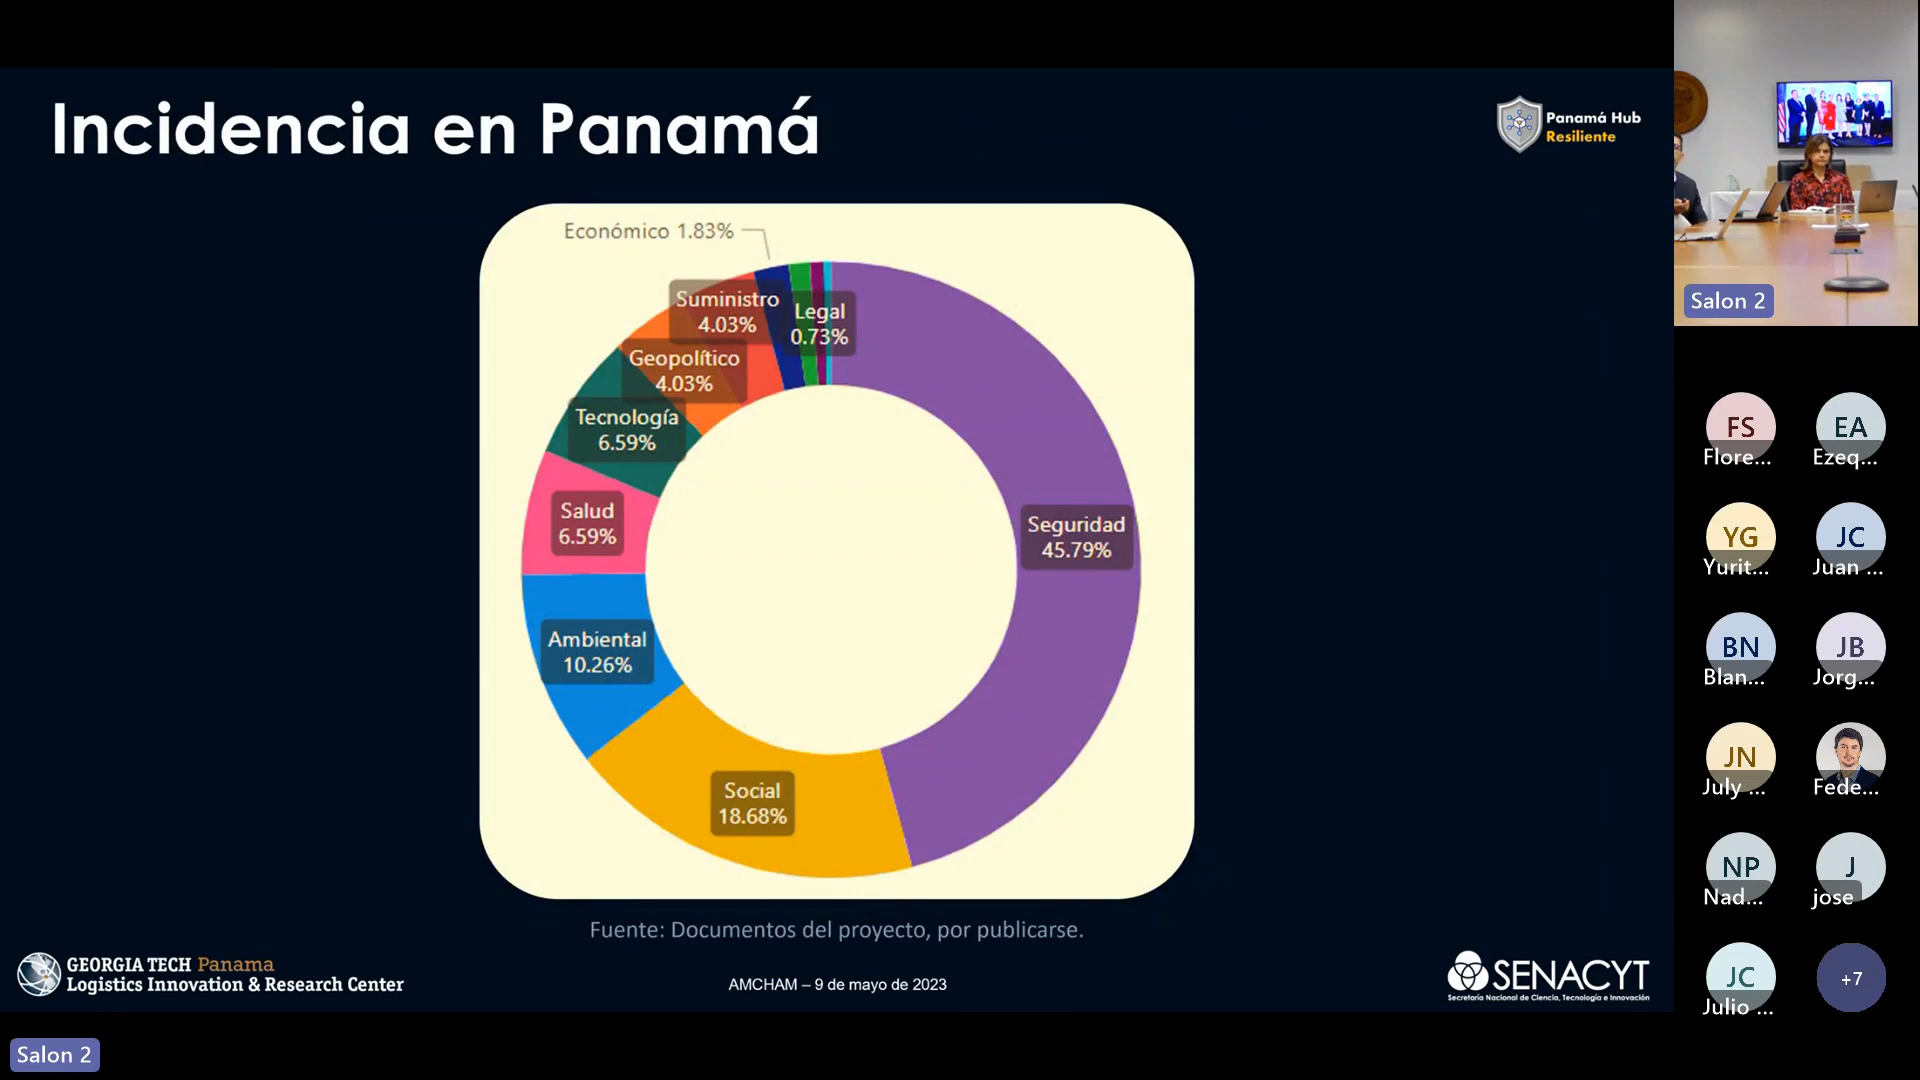 Incidencia en Panamá
Panamá Hub
Resiliente
Económico 1.83%
Suministro
4.03%
Legal
0.73%
Geopolítico
4.03%
Tecnología
6.59%
Salud
6.59%
Seguridad
45.79%
Ambiental
10.26%
Social
18.68%
Fuente: Documentos del proyecto, por publicarse.
GEORGIA TECH Panama
Logistics Innovation & Research Center
AMCHAM – 9 de mayo de 2023
SENACYT
Secretaría Nacional de Ciencia, Tecnología e Innovación
Salon 2
Salon 2
FS
Flore...
EA
Ezeq...
YG
Yurit...
JC
Juan ...
BN
Blan...
JB
Jorg...
JN
July ...
Fede...
NP
Nad...
J
jose
JC
Julio ...
+7